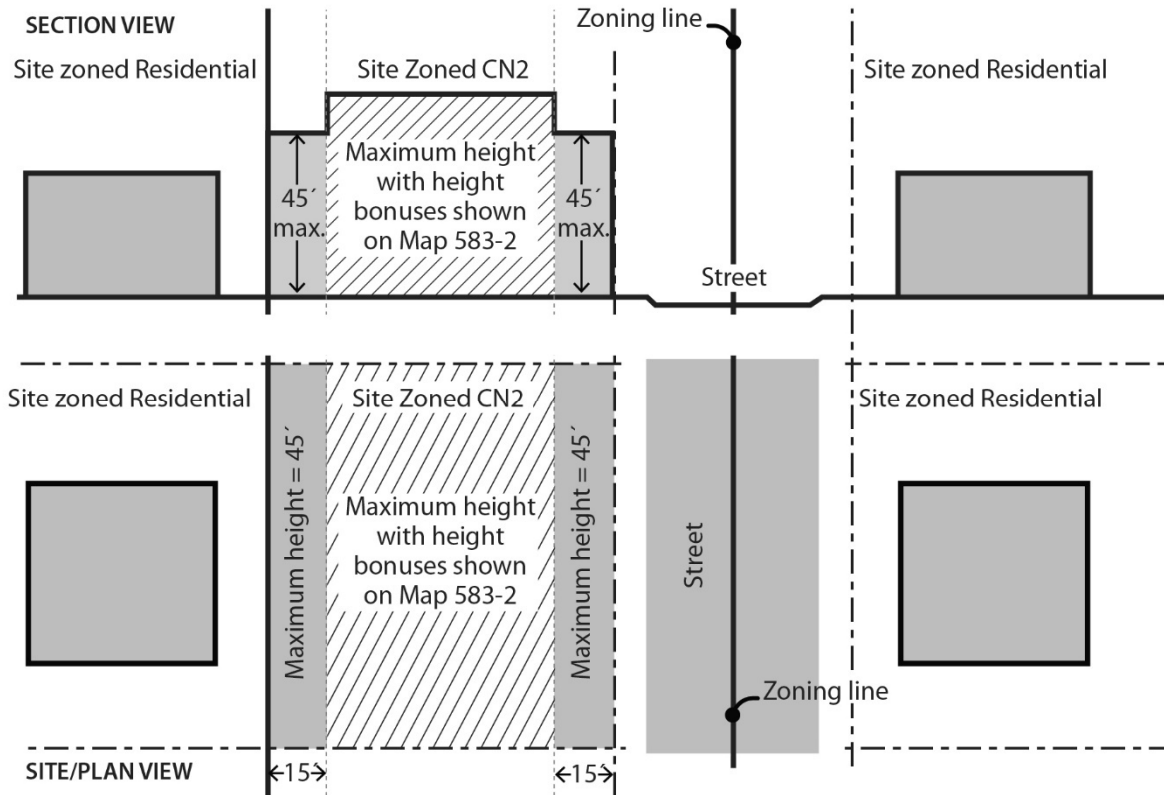 SECTION VIEW
Zoning line
Site zoned Residential
Site Zoned CN2
Site zoned Residential
Maximum height
with height
bonuses shown
on Map 583-2
45´
max.
45´
max.
Street
Site zoned Residential
Site Zoned CN2
Site zoned Residential
Maximum height = 45´
Maximum height
with height
bonuses shown
on Map 583-2
Maximum height = 45´
Street
Zoning line
SITE/PLAN VIEW
15´
15´